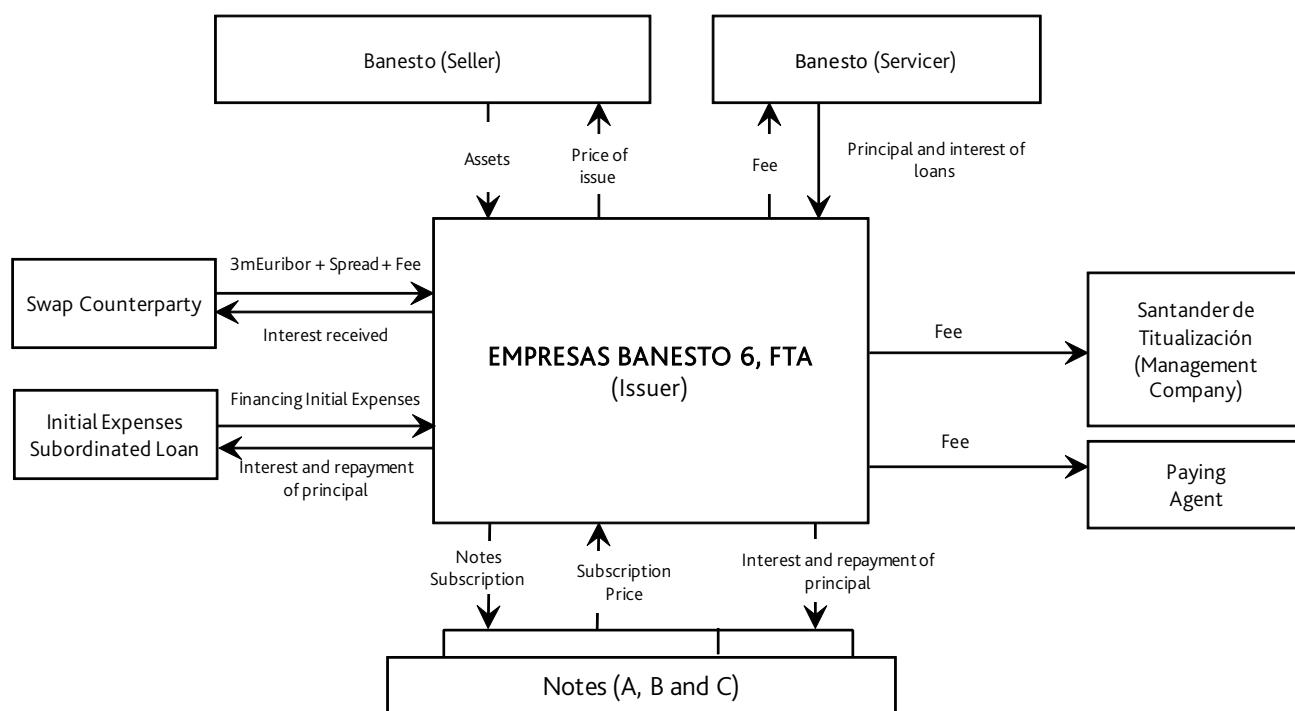 Banesto (Seller)
Banesto (Servicer)
Assets
Price of
issue
Fee
Principal and interest of
loans
Swap Counterparty
3mEuribor + Spread + Fee
Interest received
EMPRESAS BANESTO 6, FTA
(Issuer)
Fee
Santander de
Titualización
(Management
Company)
Initial Expenses
Subordinated Loan
Financing Initial Expenses
Interest and repayment
of principal
Fee
Paying
Agent
Notes
Subscription
Subscription
Price
Interest and repayment of
principal
Notes (A, B and C)